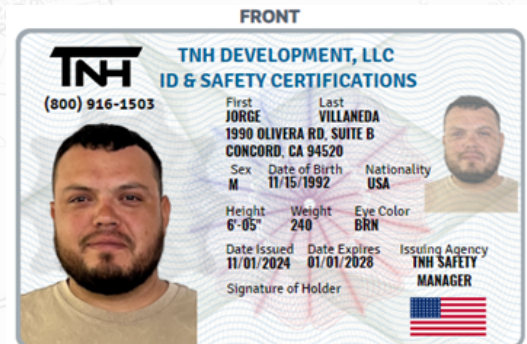 FRONT
TNH
TNH DEVELOPMENT, LLC
ID & SAFETY CERTIFICATIONS
(800) 916-1503
First Last
JORGE VILLANEDA
1990 OLIVERA RD, SUITE B
CONCORD, CA 94520
Sex Date of Birth Nationality
M 11/15/1992 USA
Height Weight Eye Color
6'-05" 240 BRN
Date Issued Date Expires Issuing Agency
11/01/2024 01/01/2028 TNH SAFETY
MANAGER
Signature of Holder